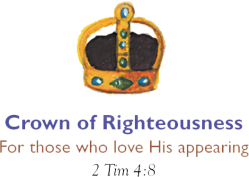 Crown of Righteousness
For those who love His appearing
2 Tim 4:8